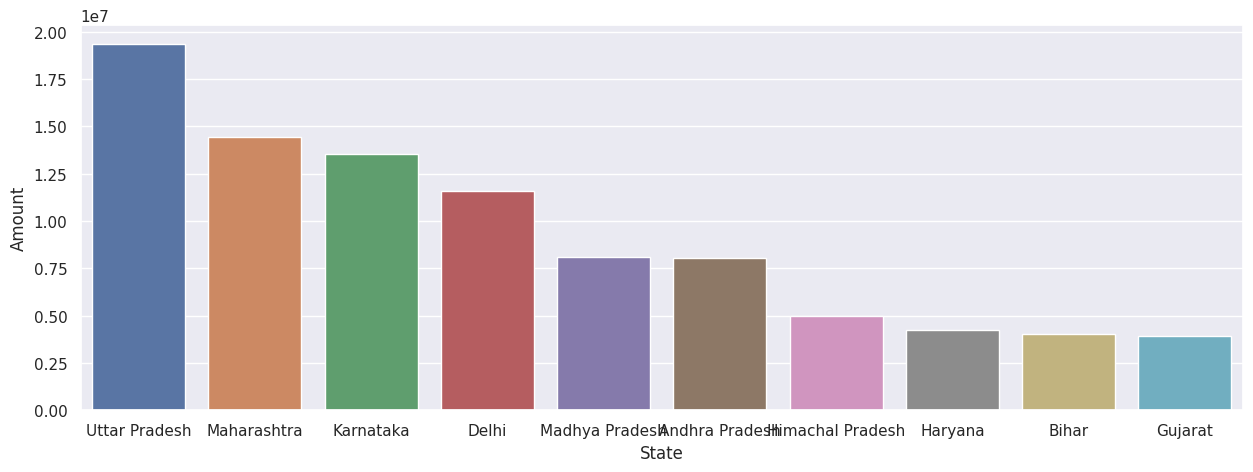 1e7
2.00
1.75
1.50
1.25
1.00
0.75
0.50
0.25
0.00
Amount
Uttar Pradesh Maharashtra Karnataka Delhi Madhya Pradesh Andhra Pradesh Himachal Pradesh Haryana Bihar Gujarat
State